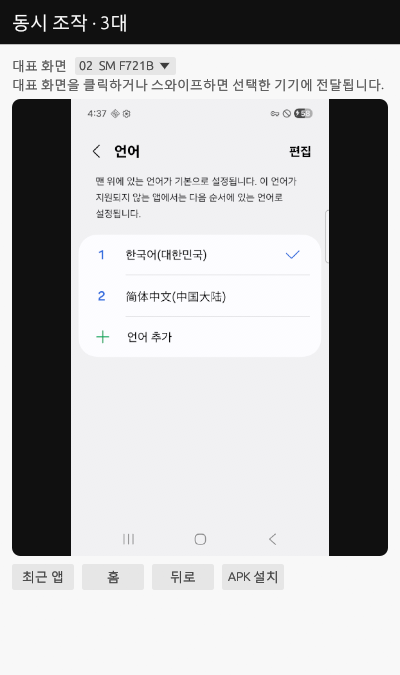 동시 조작 · 3대
대표 화면 02 SM F721B
대표 화면을 클릭하거나 스와이프하면 선택한 기기에 전달됩니다.
4:37 58
언어 편집
맨 위에 있는 언어가 기본으로 설정됩니다. 이 언어가
지원되지 않는 앱에서는 다음 순서에 있는 언어로
설정됩니다.
1 한국어(대한민국)
2 简体中文(中国大陆)
언어 추가
최근 앱 홈 뒤로 APK 설치